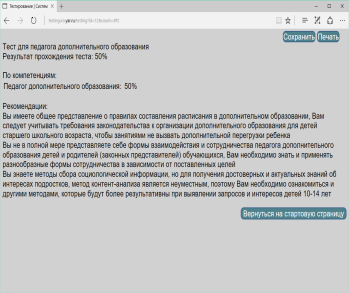 Тестирование | Систем
Сохранить Печать
Тест для педагога дополнительного образования
Результат прохождения теста: 50%
По компетенциям:
Педагог дополнительного образования: 50%
Рекомендации:
Вы имеете общее представление о правилах составления расписания в дополнительном образовании, Вам
следует учитывать требования законодательства к организации дополнительного образования для детей
старшего школьного возраста, чтобы занятиями не вызвать дополнительной перегрузки ребенка
Вы не в полной мере представляете себе формы взаимодействия и сотрудничества педагога дополнительного
образования детей и родителей (законных представителей) обучающихся, Вам необходимо знать и применять
разнообразные формы сотрудничества в зависимости от поставленных целей
Вы знаете методы сбора социологической информации, но для получения достоверных и актуальных знаний об
интересах подростков, метод контент-анализа является неуместным, поэтому Вам необходимо ознакомиться и
другими методами, которые будут более результативны при выявлении запросов и интересов детей 10-14 лет
Вернуться на стартовую страницу